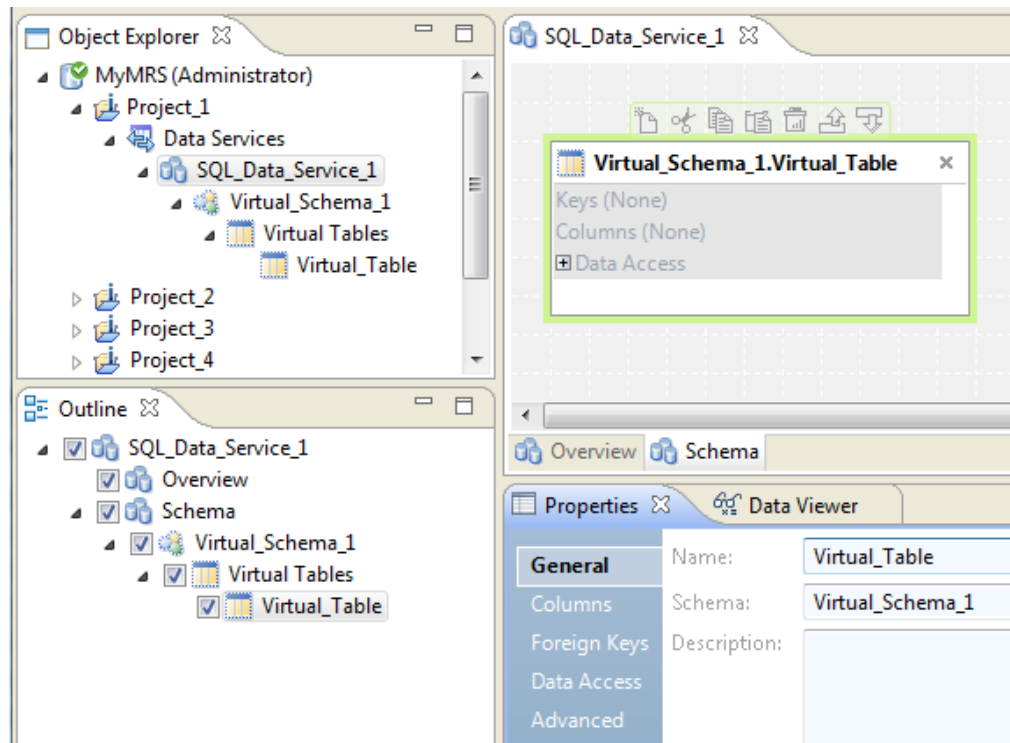 Object Explorer
MyMRS (Administrator)
Project_1
Data Services
SQL_Data_Service_1
Virtual_Schema_1
Virtual Tables
Virtual_Table
Project_2
Project_3
Project_4
Outline
SQL_Data_Service_1
Overview
Schema
Virtual_Schema_1
Virtual Tables
Virtual_Table
SQL_Data_Service_1
Virtual_Schema_1.Virtual_Table
Keys (None)
Columns (None)
Data Access
Overview Schema
Properties Data Viewer
General
Columns
Foreign Keys
Data Access
Advanced
Name: Virtual_Table
Schema: Virtual_Schema_1
Description: